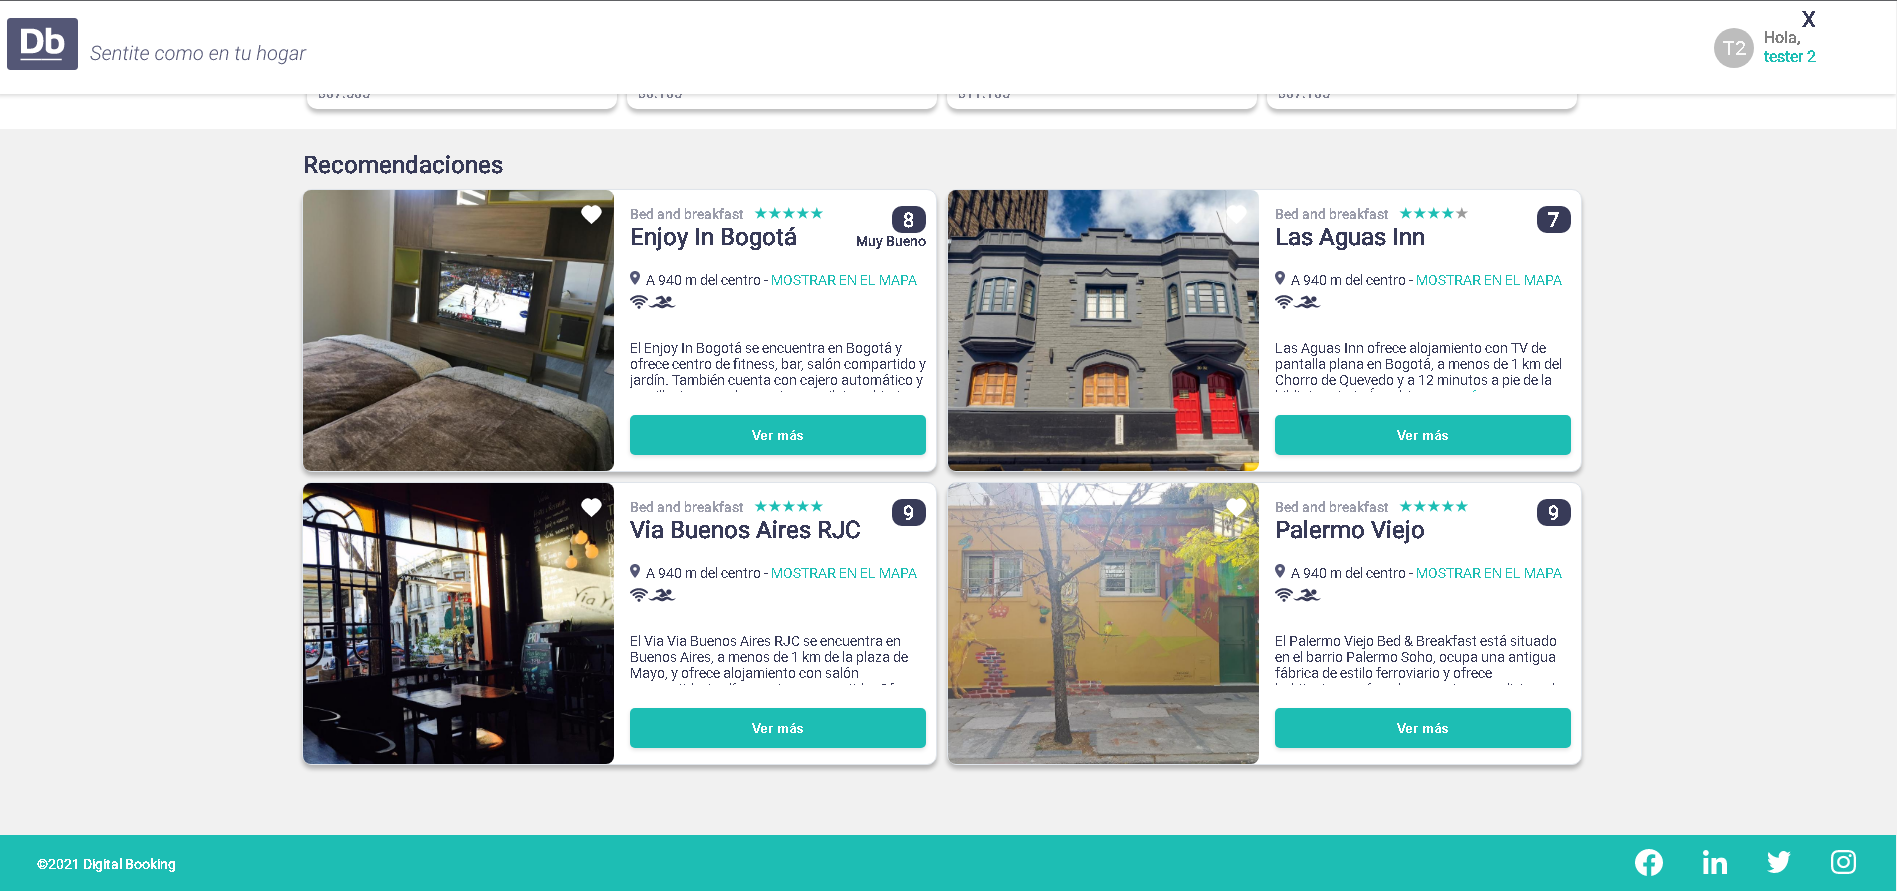 Db
Sentite como en tu hogar
X
T2
Hola,
tester 2
Recomendaciones
Bed and breakfast
8
Enjoy In Bogotá
Muy Bueno
A 940 m del centro - MOSTRAR EN EL MAPA
El Enjoy In Bogotá se encuentra en Bogotá y
ofrece centro de fitness, bar, salón compartido y
jardín. También cuenta con cajero automático y
Ver más
Bed and breakfast
7
Las Aguas Inn
A 940 m del centro - MOSTRAR EN EL MAPA
Las Aguas Inn ofrece alojamiento con TV de
pantalla plana en Bogotá, a menos de 1 km del
Chorro de Quevedo y a 12 minutos a pie de la
Ver más
Bed and breakfast
9
Via Buenos Aires RJC
A 940 m del centro - MOSTRAR EN EL MAPA
El Via Via Buenos Aires RJC se encuentra en
Buenos Aires, a menos de 1 km de la plaza de
Mayo, y ofrece alojamiento con salón
Ver más
Bed and breakfast
9
Palermo Viejo
A 940 m del centro - MOSTRAR EN EL MAPA
El Palermo Viejo Bed & Breakfast está situado
en el barrio Palermo Soho, ocupa una antigua
fábrica de estilo ferroviario y ofrece
Ver más
©2021 Digital Booking